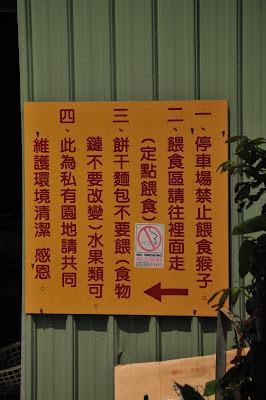 一、停車場禁止餵食猴子。
二、餵食區請往裡面走
（定點餵食）
三、餅干麵包不要餵（食物
鏈不要改變）水果類可。
四、此為私有園地請共同
維護環境清潔 感恩。
NO SMOKING